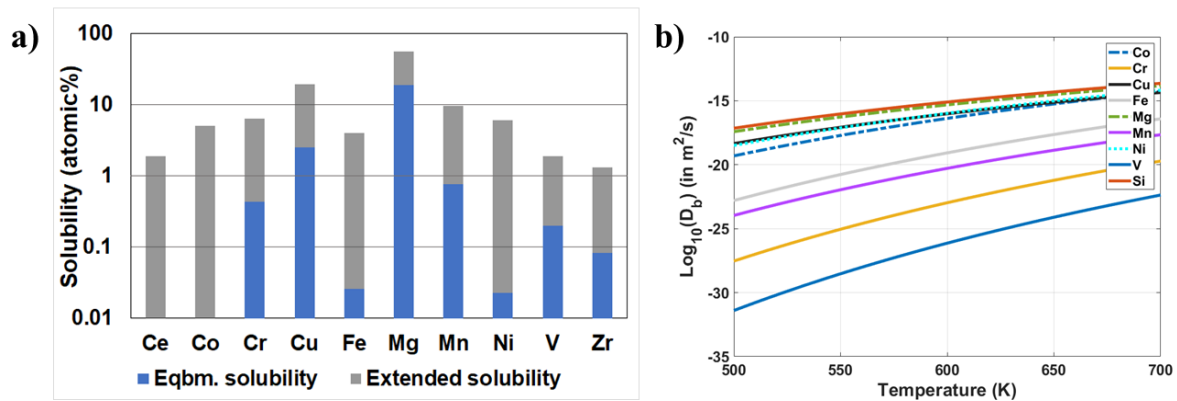 a)
Solubility (atomic%)
100
10
1
0.1
0.01
Ce Co Cr Cu Fe Mg Mn Ni V Zr
Eqbm. solubility Extended solubility
b)
Log10(Db) (in m2/s)
-10
-15
-20
-25
-30
-35
500 550 600 650 700
Temperature (K)
Co
Cr
Cu
Fe
Mg
Mn
Ni
V
Si